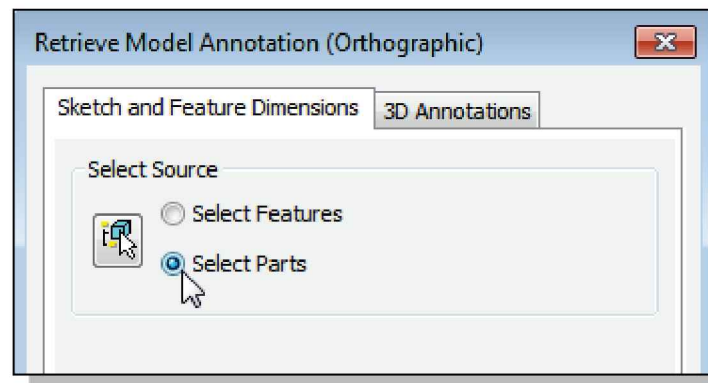 Retrieve Model Annotation (Orthographic)
Sketch and Feature Dimensions 3D Annotations
Select Source
Select Features
Select Parts